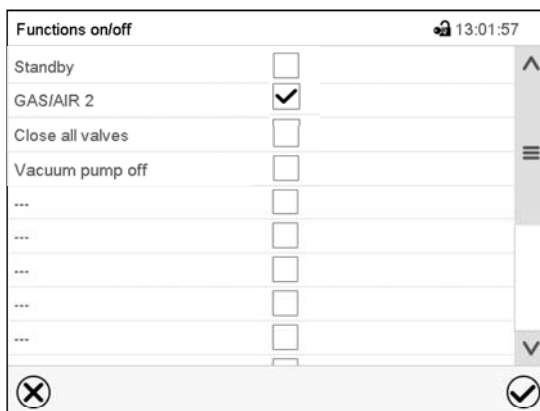 Functions on/off 13:01:57
Standby
GAS/AIR 2
Close all valves
Vacuum pump off
---
---
---
---
---